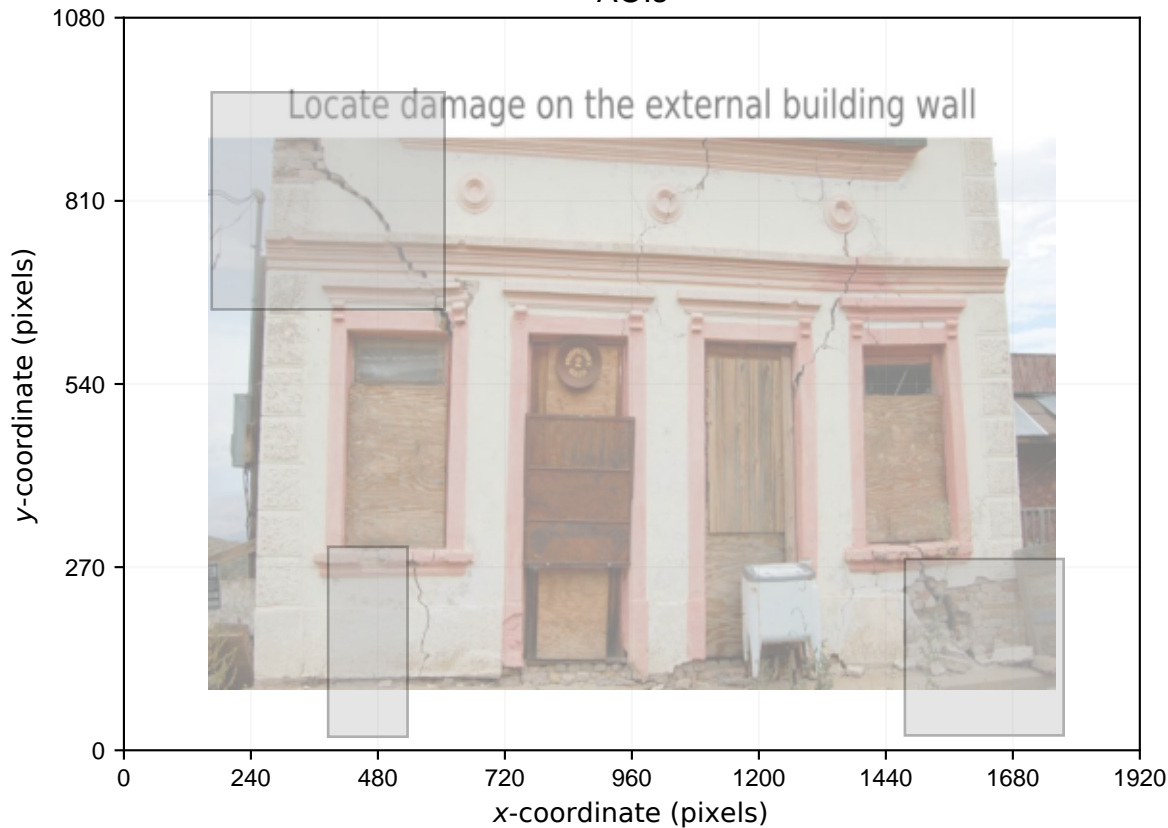 AOIs
1080
Locate damage on the external building wall
810
540
270
0
0 240 480 720 960 1200 1440 1680 1920
y-coordinate (pixels)
x-coordinate (pixels)